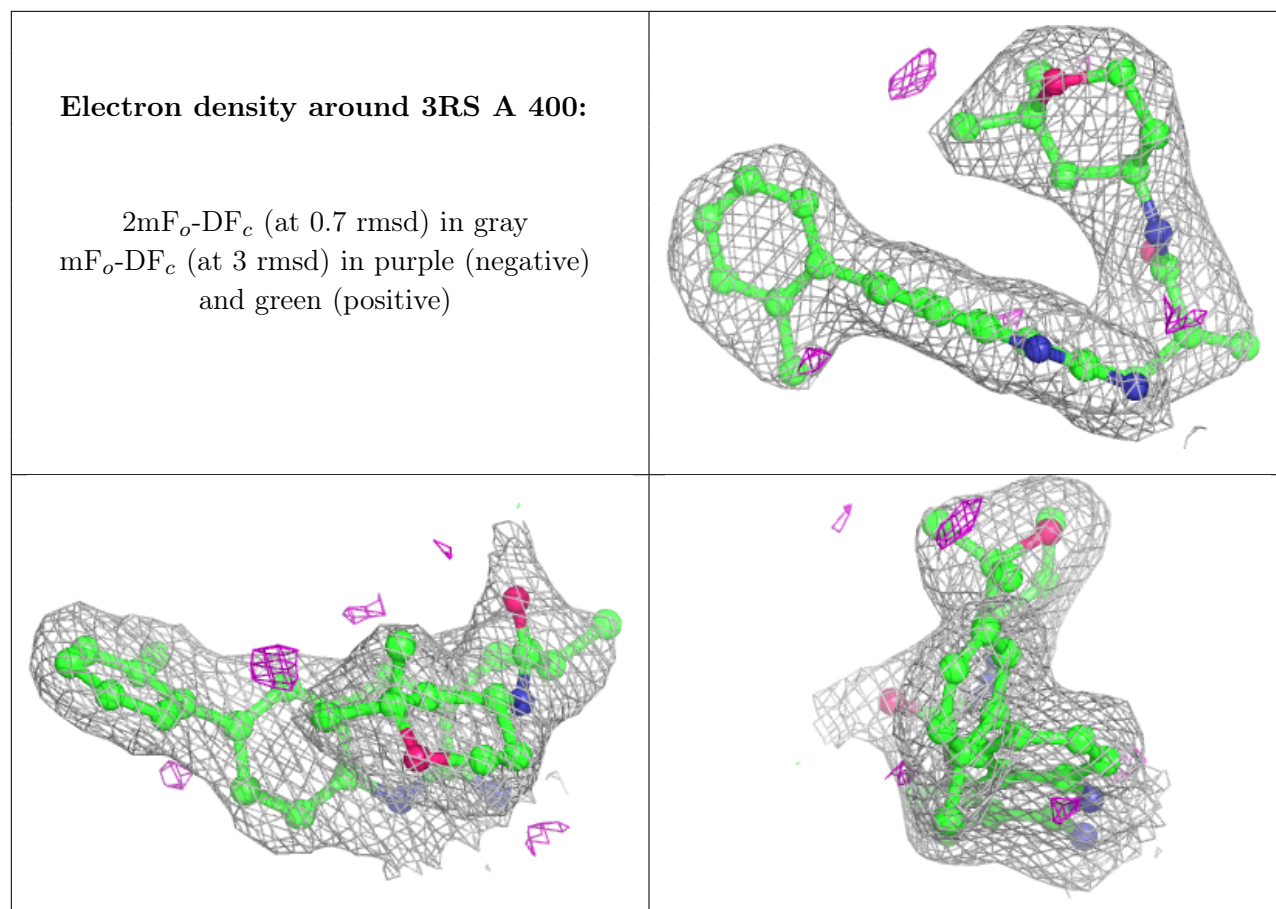 Electron density around 3RS A 400:
2mFo-DFc (at 0.7 rmsd) in gray
mFo-DFc (at 3 rmsd) in purple (negative)
and green (positive)